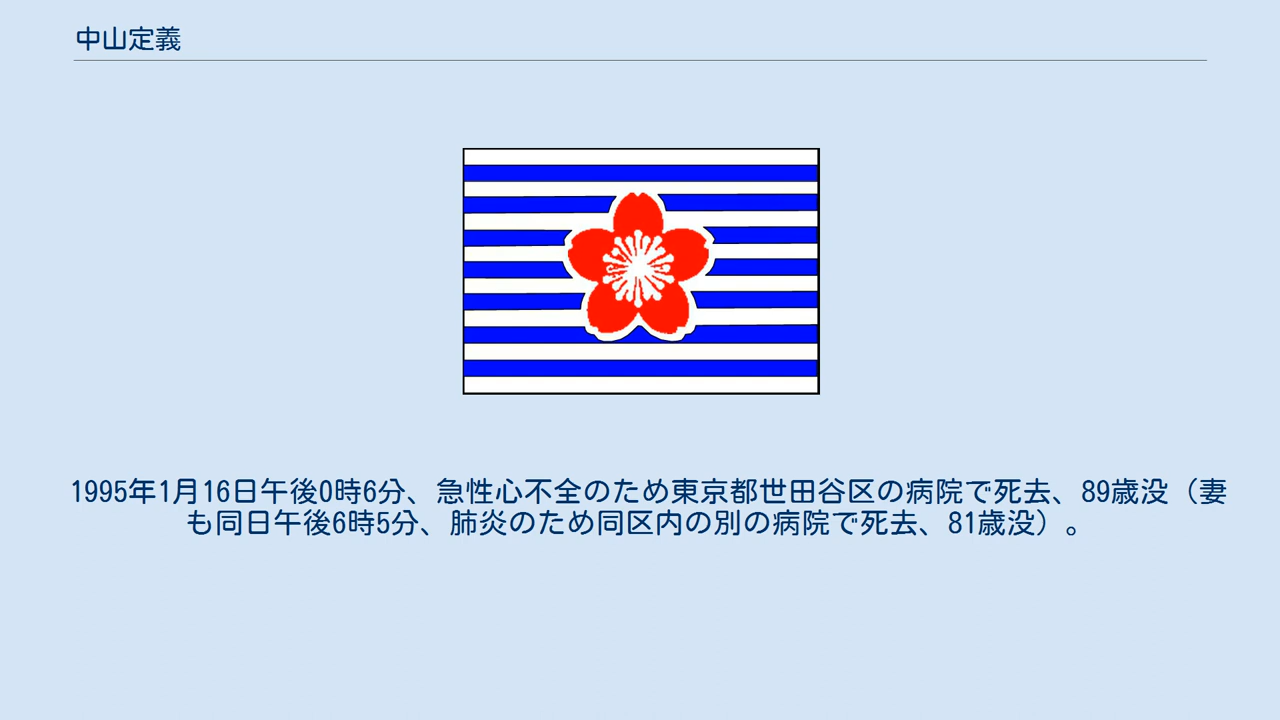 中山定義
1995年1月16日午後0時6分、急性心不全のため東京都世田谷区の病院で死去、89歳没（妻
も同日午後6時5分、肺炎のため同区内の別の病院で死去、81歳没）。